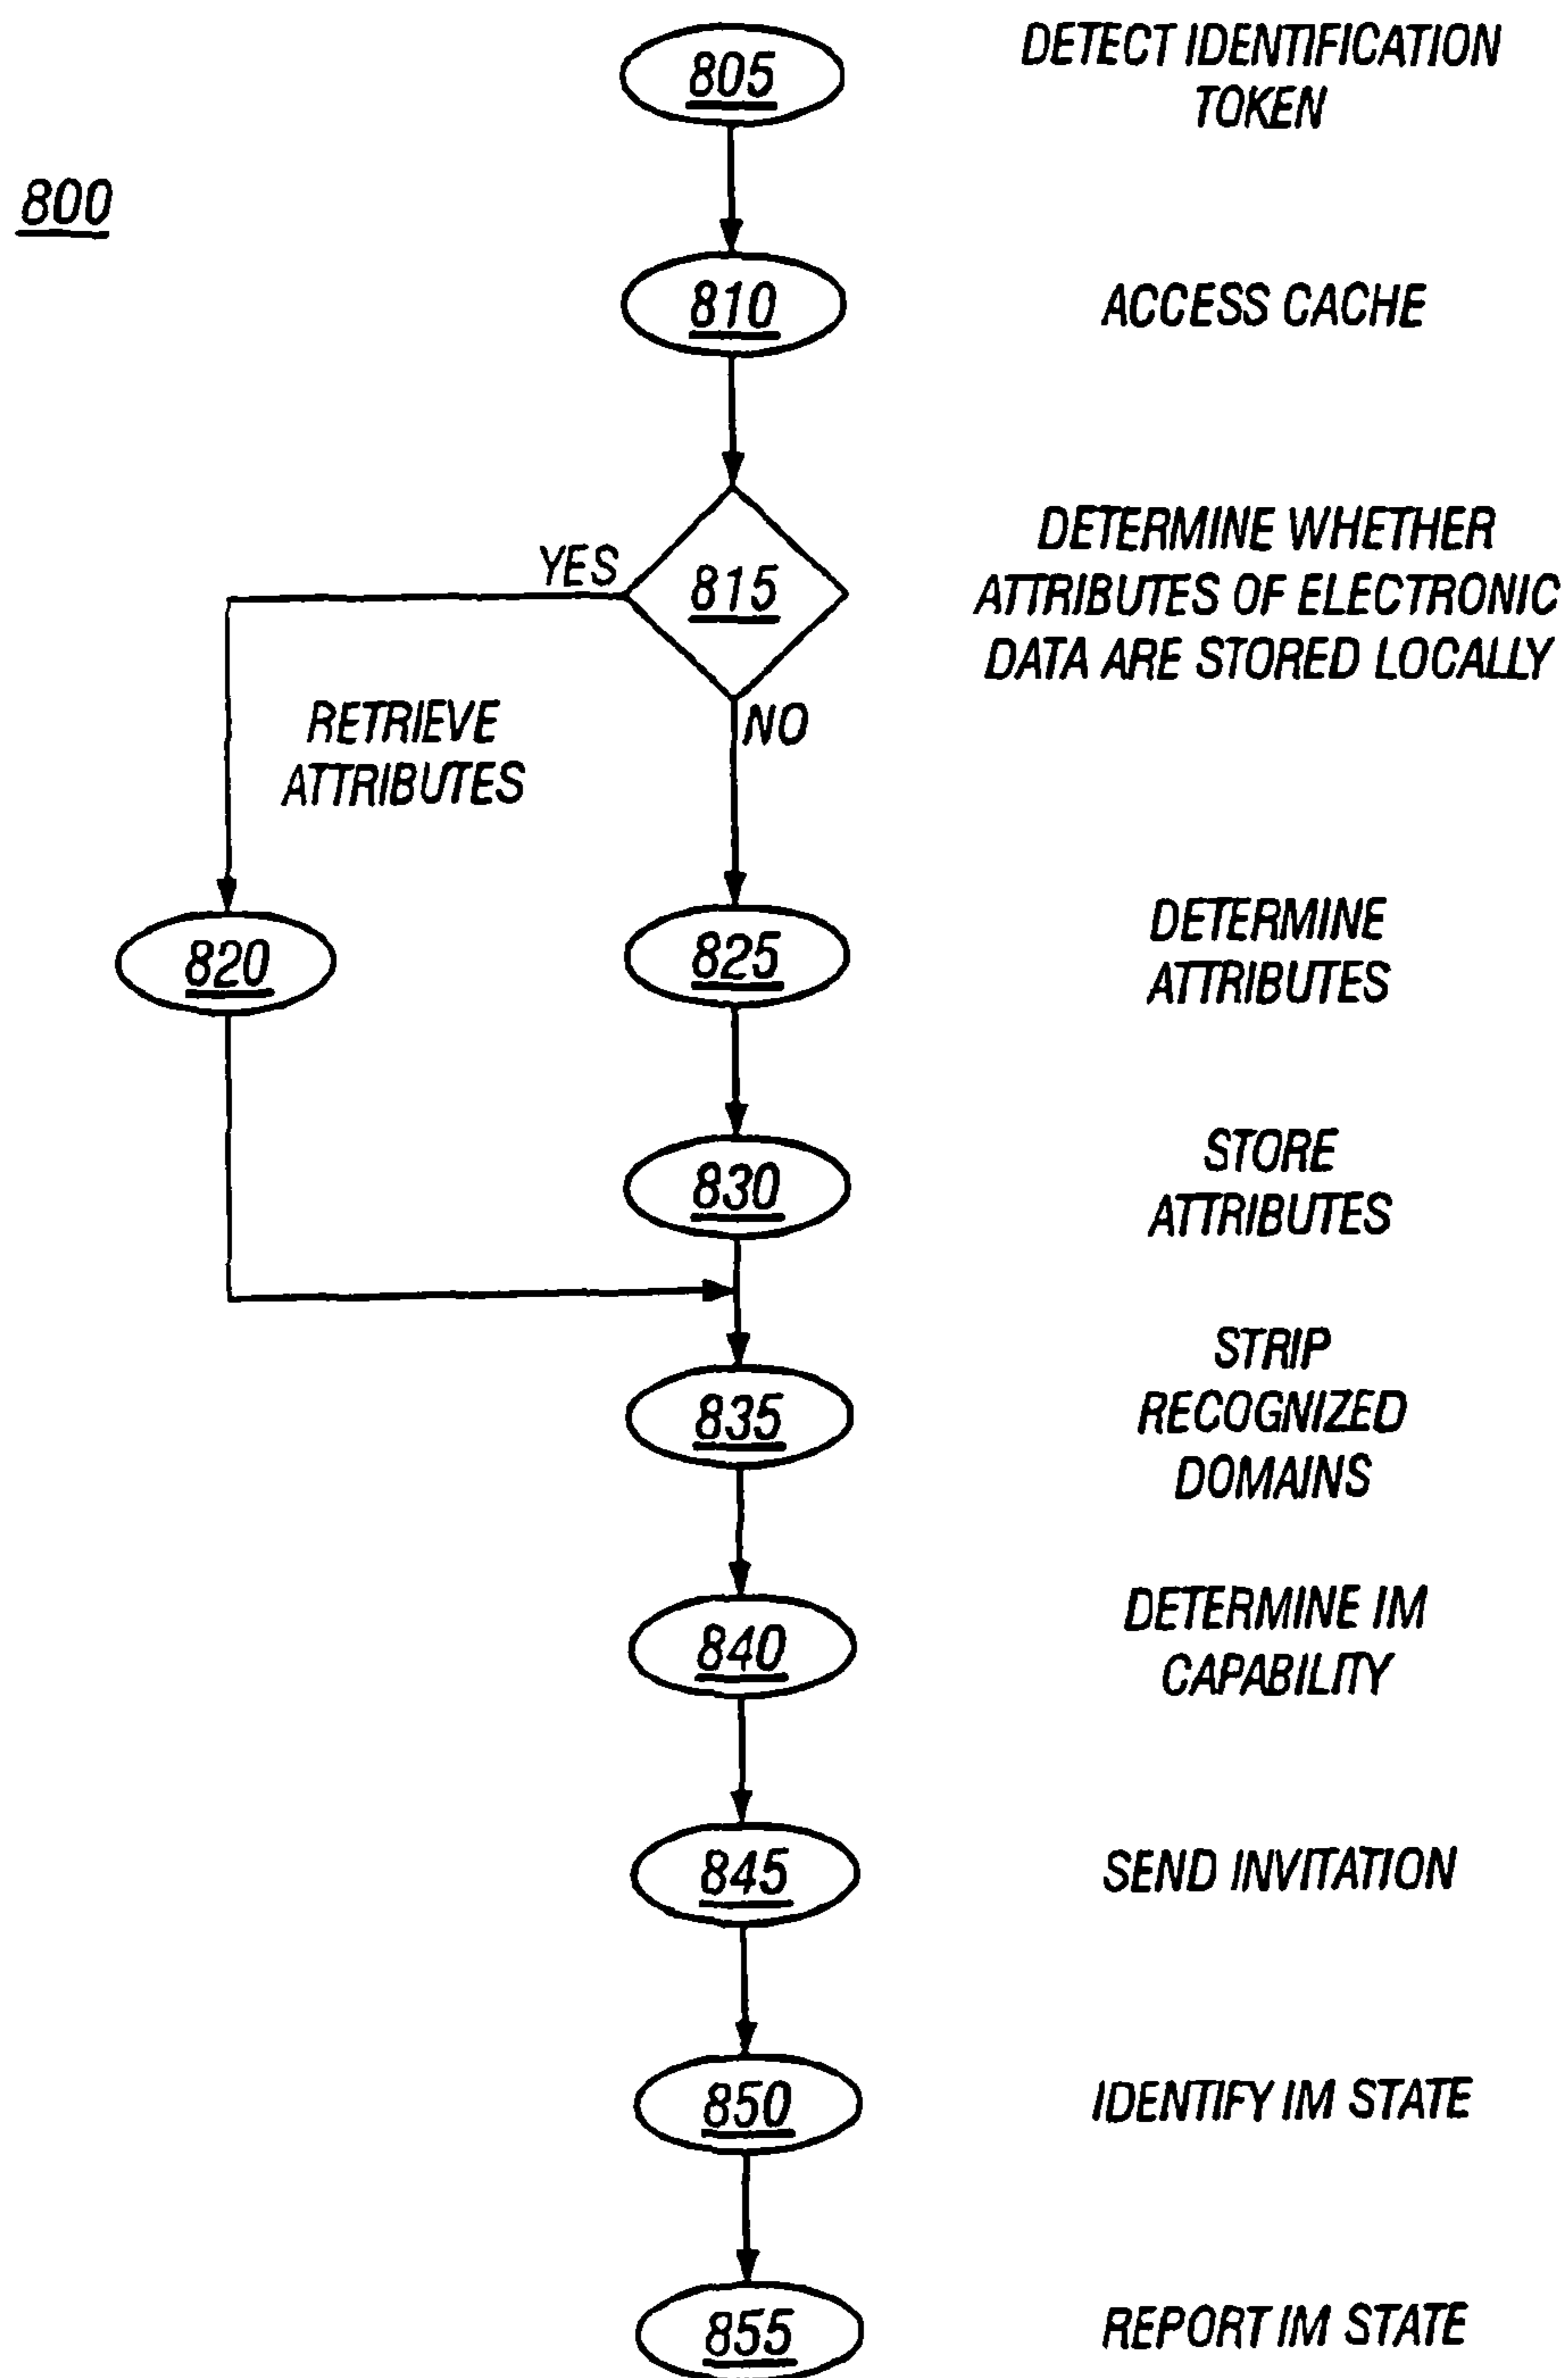 805
DETECT IDENTIFICATION
TOKEN
800
810
ACCESS CACHE
YES
815
DETERMINE WHETHER
ATTRIBUTES OF ELECTRONIC
DATA ARE STORED LOCALLY
RETRIEVE
ATTRIBUTES
NO
820
825
DETERMINE
ATTRIBUTES
830
STORE
ATTRIBUTES
835
STRIP
RECOGNIZED
DOMAINS
840
DETERMINE IM
CAPABILITY
845
SEND INVITATION
850
IDENTIFY IM STATE
855
REPORT IM STATE